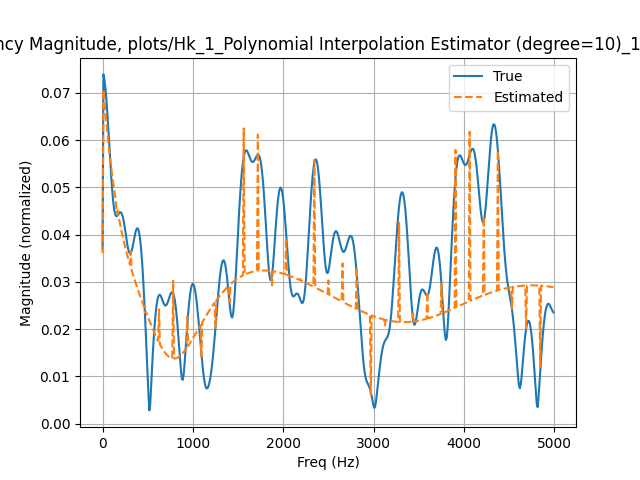 ncy Magnitude, plots/Hk_1_Polynomial Interpolation Estimator (degree=10)_1
True
Estimated
Magnitude (normalized)
0.07
0.06
0.05
0.04
0.03
0.02
0.01
0.00
0 1000 2000 3000 4000 5000
Freq (Hz)